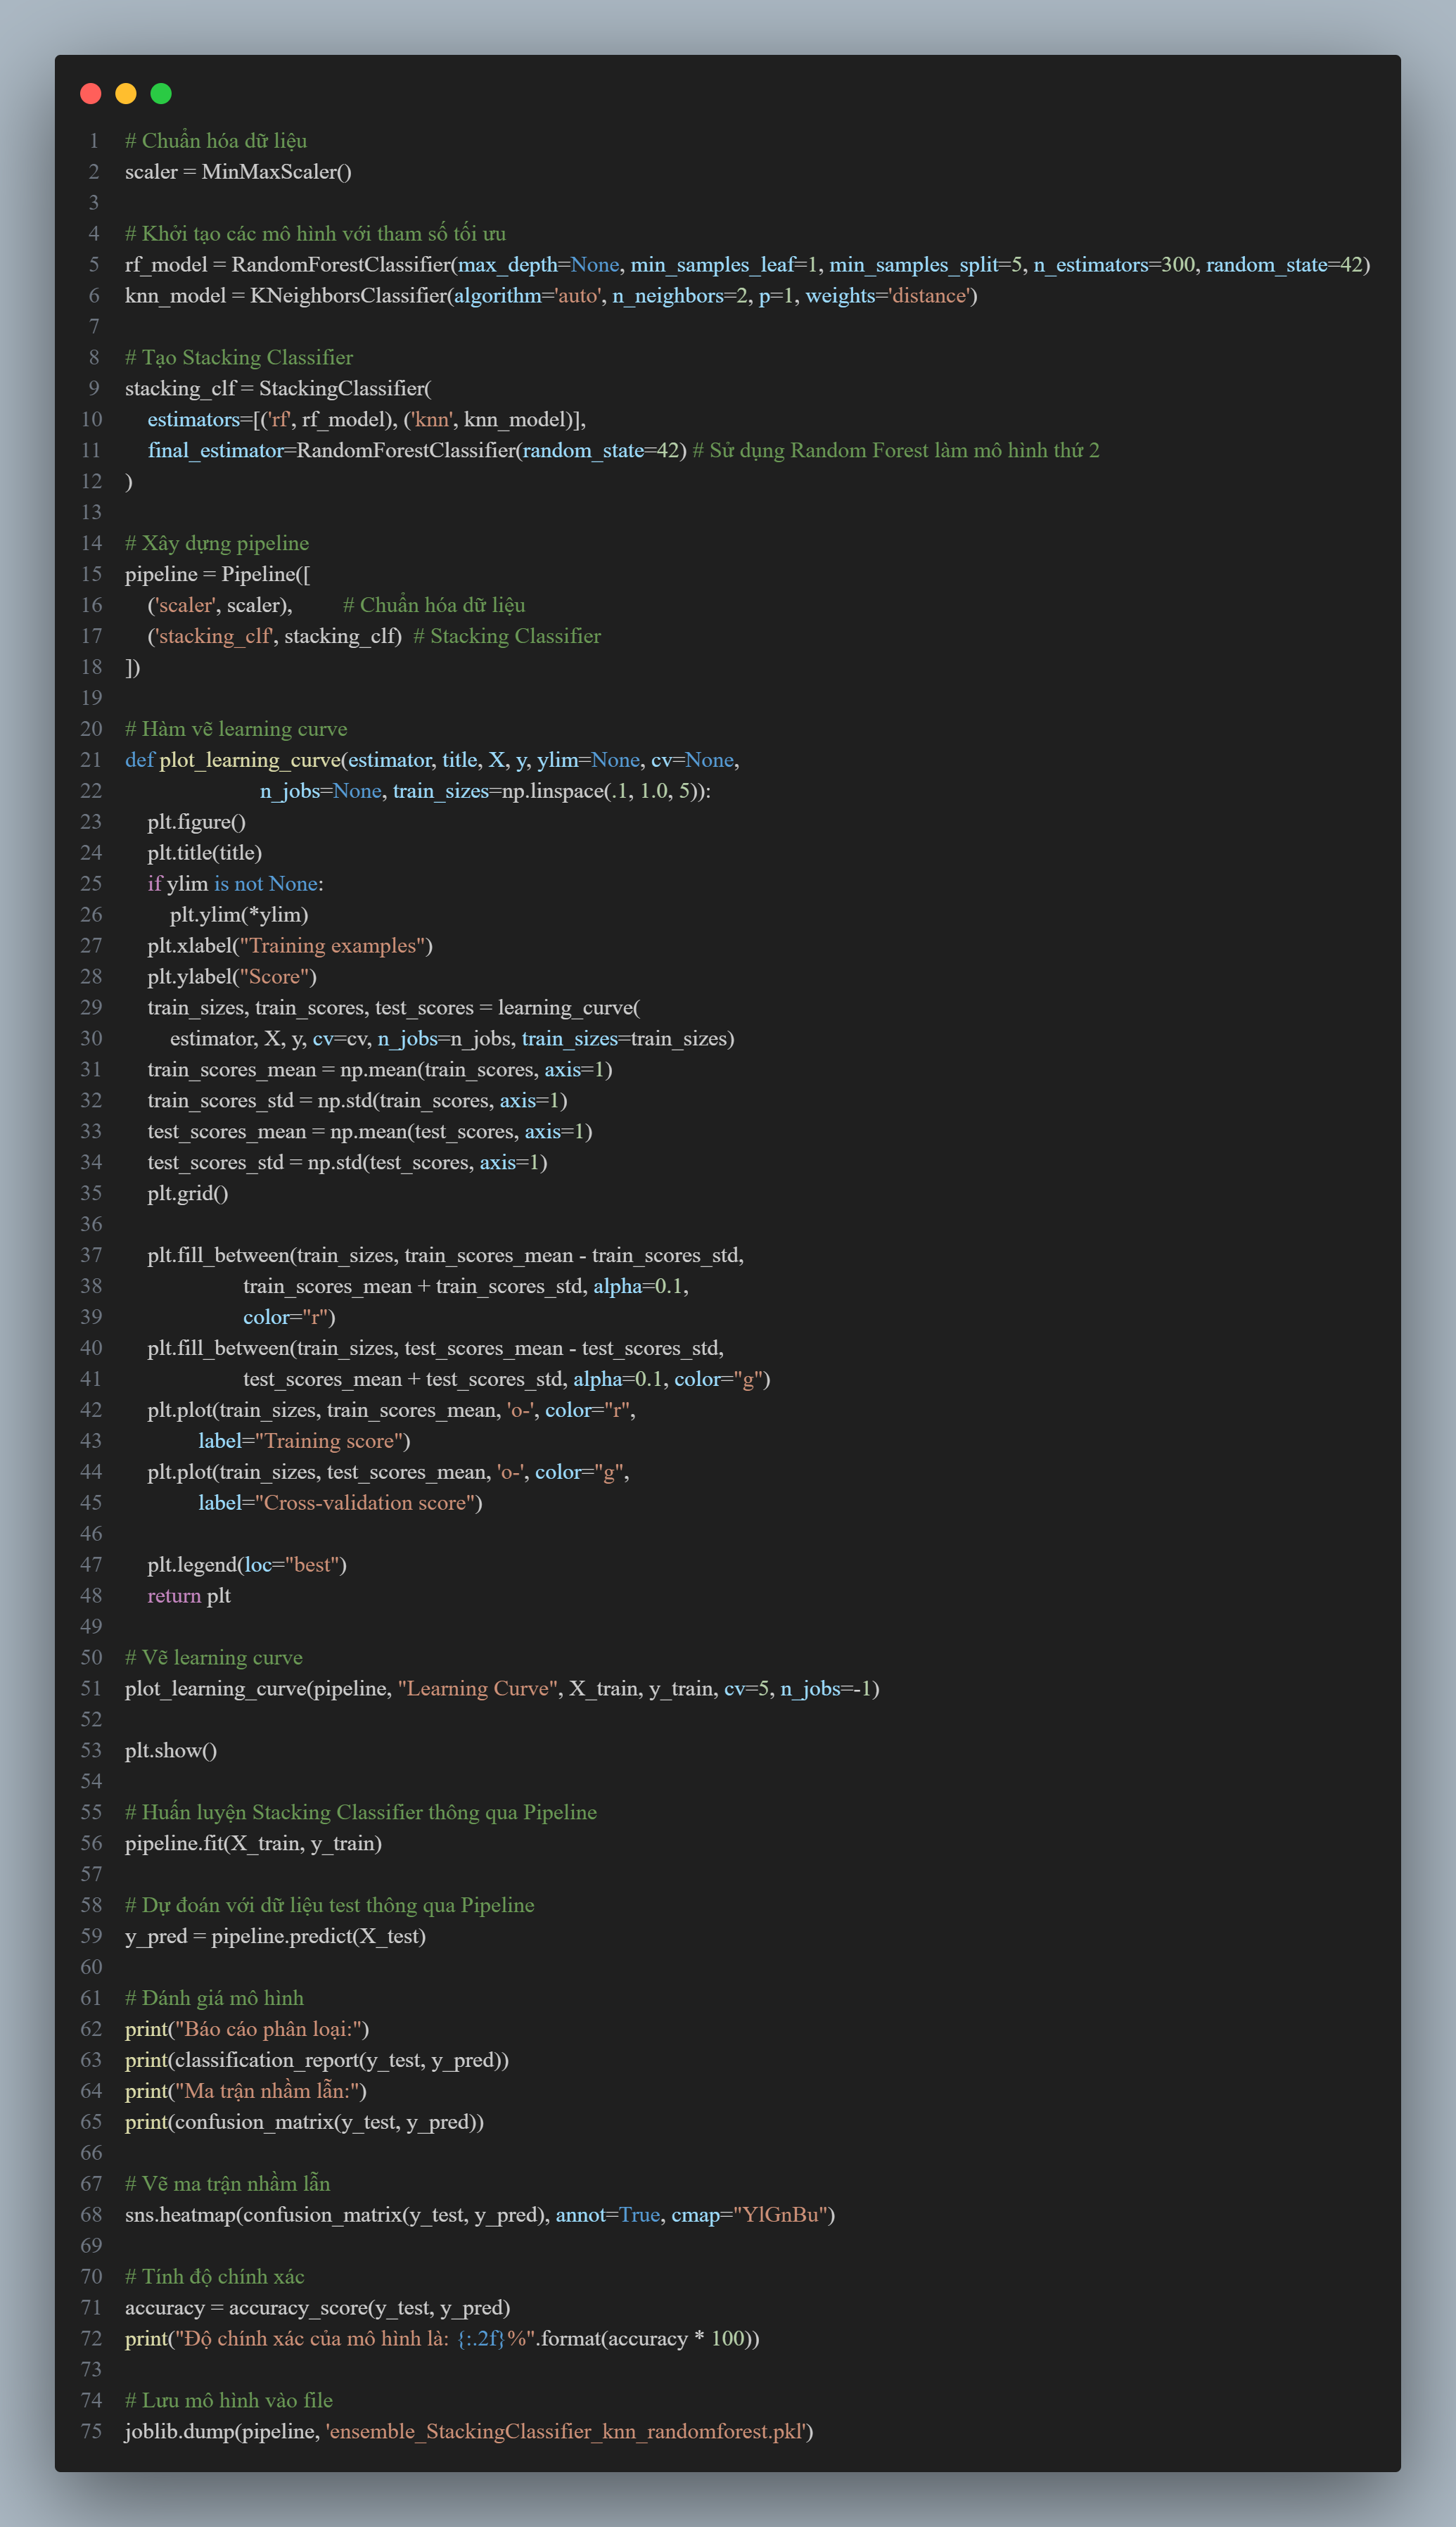 1 # Chuẩn hóa dữ liệu
2 scaler = MinMaxScaler()
3
4 # Khởi tạo các mô hình với tham số tối ưu
5 rf_model = RandomForestClassifier(max_depth=None, min_samples_leaf=1, min_samples_split=5, n_estimators=300, random_state=42)
6 knn_model = KNeighborsClassifier(algorithm='auto', n_neighbors=2, p=1, weights='distance')
7
8 # Tạo Stacking Classifier
9 stacking_clf = StackingClassifier(
10     estimators=[('rf', rf_model), ('knn', knn_model)],
11     final_estimator=RandomForestClassifier(random_state=42) # Sử dụng Random Forest làm mô hình thứ 2
12 )
13
14 # Xây dựng pipeline
15 pipeline = Pipeline([
16     ('scaler', scaler),         # Chuẩn hóa dữ liệu
17     ('stacking_clf', stacking_clf)  # Stacking Classifier
18 ])
19
20 # Hàm vẽ learning curve
21 def plot_learning_curve(estimator, title, X, y, ylim=None, cv=None,
22                         n_jobs=None, train_sizes=np.linspace(.1, 1.0, 5)):
23     plt.figure()
24     plt.title(title)
25     if ylim is not None:
26         plt.ylim(*ylim)
27     plt.xlabel("Training examples")
28     plt.ylabel("Score")
29     train_sizes, train_scores, test_scores = learning_curve(
30         estimator, X, y, cv=cv, n_jobs=n_jobs, train_sizes=train_sizes)
31     train_scores_mean = np.mean(train_scores, axis=1)
32     train_scores_std = np.std(train_scores, axis=1)
33     test_scores_mean = np.mean(test_scores, axis=1)
34     test_scores_std = np.std(test_scores, axis=1)
35     plt.grid()
36
37     plt.fill_between(train_sizes, train_scores_mean - train_scores_std,
38                      train_scores_mean + train_scores_std, alpha=0.1,
39                      color="r")
40     plt.fill_between(train_sizes, test_scores_mean - test_scores_std,
41                      test_scores_mean + test_scores_std, alpha=0.1, color="g")
42     plt.plot(train_sizes, train_scores_mean, 'o-', color="r",
43              label="Training score")
44     plt.plot(train_sizes, test_scores_mean, 'o-', color="g",
45              label="Cross-validation score")
46
47     plt.legend(loc="best")
48     return plt
49
50 # Vẽ learning curve
51 plot_learning_curve(pipeline, "Learning Curve", X_train, y_train, cv=5, n_jobs=-1)
52
53 plt.show()
54
55 # Huấn luyện Stacking Classifier thông qua Pipeline
56 pipeline.fit(X_train, y_train)
57
58 # Dự đoán với dữ liệu test thông qua Pipeline
59 y_pred = pipeline.predict(X_test)
60
61 # Đánh giá mô hình
62 print("Báo cáo phân loại:")
63 print(classification_report(y_test, y_pred))
64 print("Ma trận nhầm lẫn:")
65 print(confusion_matrix(y_test, y_pred))
66
67 # Vẽ ma trận nhầm lẫn
68 sns.heatmap(confusion_matrix(y_test, y_pred), annot=True, cmap="YlGnBu")
69
70 # Tính độ chính xác
71 accuracy = accuracy_score(y_test, y_pred)
72 print("Độ chính xác của mô hình là: {:.2f}%".format(accuracy * 100))
73
74 # Lưu mô hình vào file
75 joblib.dump(pipeline, 'ensemble_StackingClassifier_knn_randomforest.pkl')